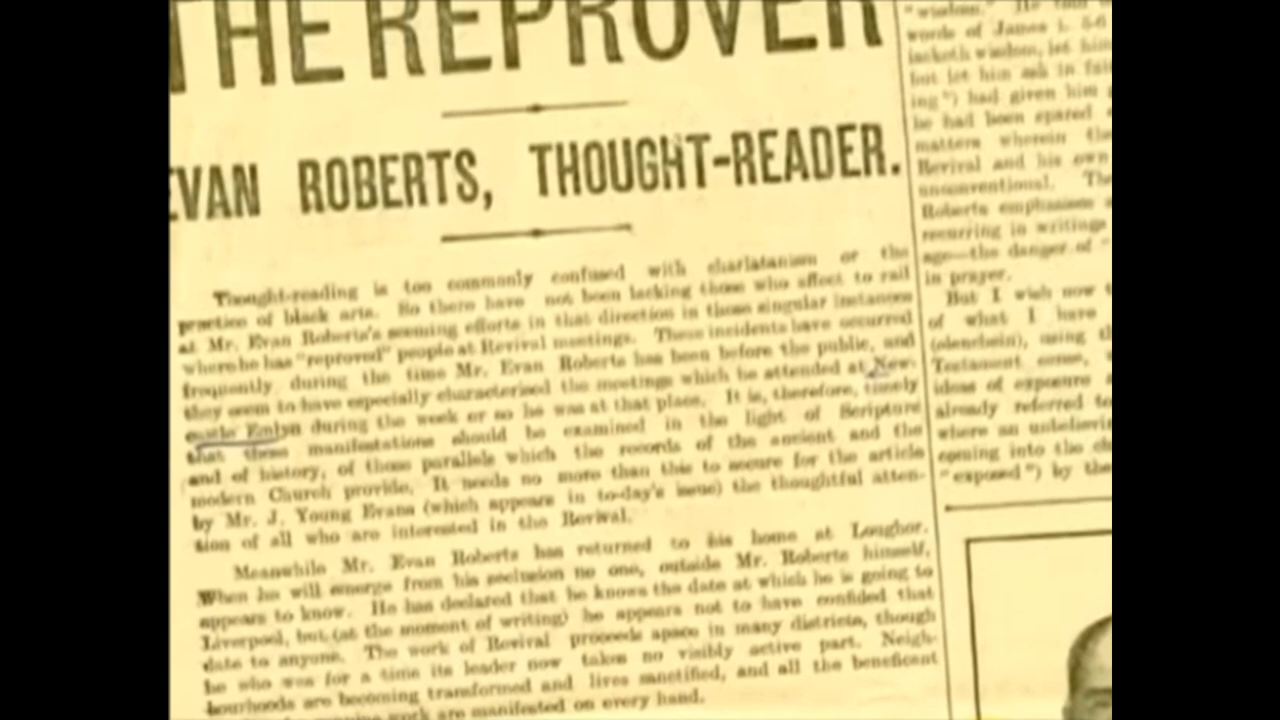 THE REPROVER
EVAN ROBERTS, THOUGHT-READER.
Thought-reading is too commonly confused with charlatanism or the
practice of black arts. So there have not been lacking those who affect to rail
at Mr. Evan Roberts's seeming efforts in that direction in those singular instances
where he has "reproved" people at Revival meetings. These incidents have occurred
frequently during the time Mr. Evan Roberts has been before the public, and
they seem to have especially characterised the meetings which he attended at New-
castle Emlyn during the week or so he was at that place. It is, therefore, timely
that these manifestations should be examined in the light of Scripture
and of history, of those parallels which the records of the ancient and the
modern Church provide. It needs no more than this to secure for the article
by Mr. J. Young Evans (which appears in to-day's issue) the thoughtful atten-
tion of all who are interested in the Revival.
Meanwhile Mr. Evan Roberts has returned to his home at Loughor.
When he will emerge from his seclusion no one, outside Mr. Roberts himself,
appears to know. He has declared that he knows the date at which he is going to
Liverpool, but (at the moment of writing) he appears not to have confided that
date to anyone. The work of Revival proceeds apace in many districts, though
he who was for a time its leader now takes no visibly active part. Neigh-
bourhoods are becoming transformed and lives sanctified, and all the beneficent
work are manifested on every hand.
"wisdom." He
words of James i. 5-6
lacketh wisdom, let him
but let him ask in
ing") had given him
he had been spared
matters wherein the
Revival and his own
unconventional. The
Roberts emphasises
recurring in writings
age—the danger of "
in prayer.
But I wish now
of what I have
(elenchein), using
Testament sense,
ideas of exposure
already referred to
where an
coming into the
"exposed") by the